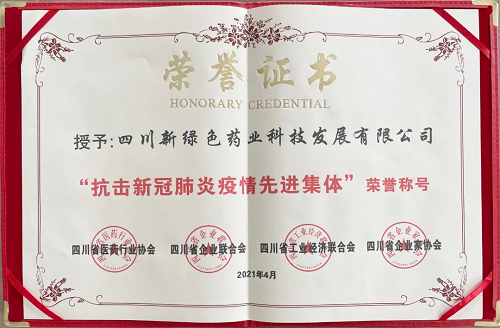 荣誉证书
HONORARY CREDENTIAL
授予:四川新绿色药业科技发展有限公司
“抗击新冠肺炎疫情先进集体”荣誉称号
四川省医药行业协会 四川省企业联合会 四川省工业经济联合会 四川省企业家协会
2021年4月